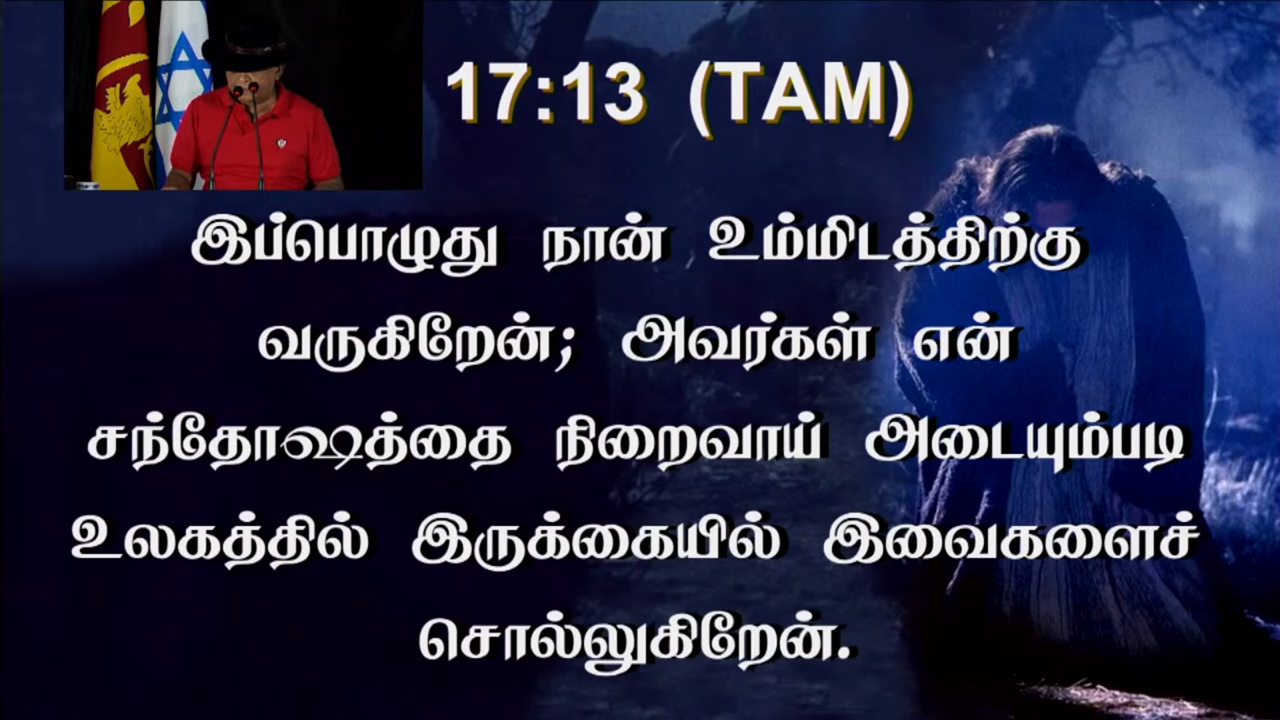 17:13 (TAM)
இப்பொழுது நான் உம்மிடத்திற்கு
வருகிறேன்; அவர்கள் என்
சந்தோஷத்தை நிறைவாய் அடையும்படி
உலகத்தில் இருக்கையில் இவைகளைச்
சொல்லுகிறேன்.